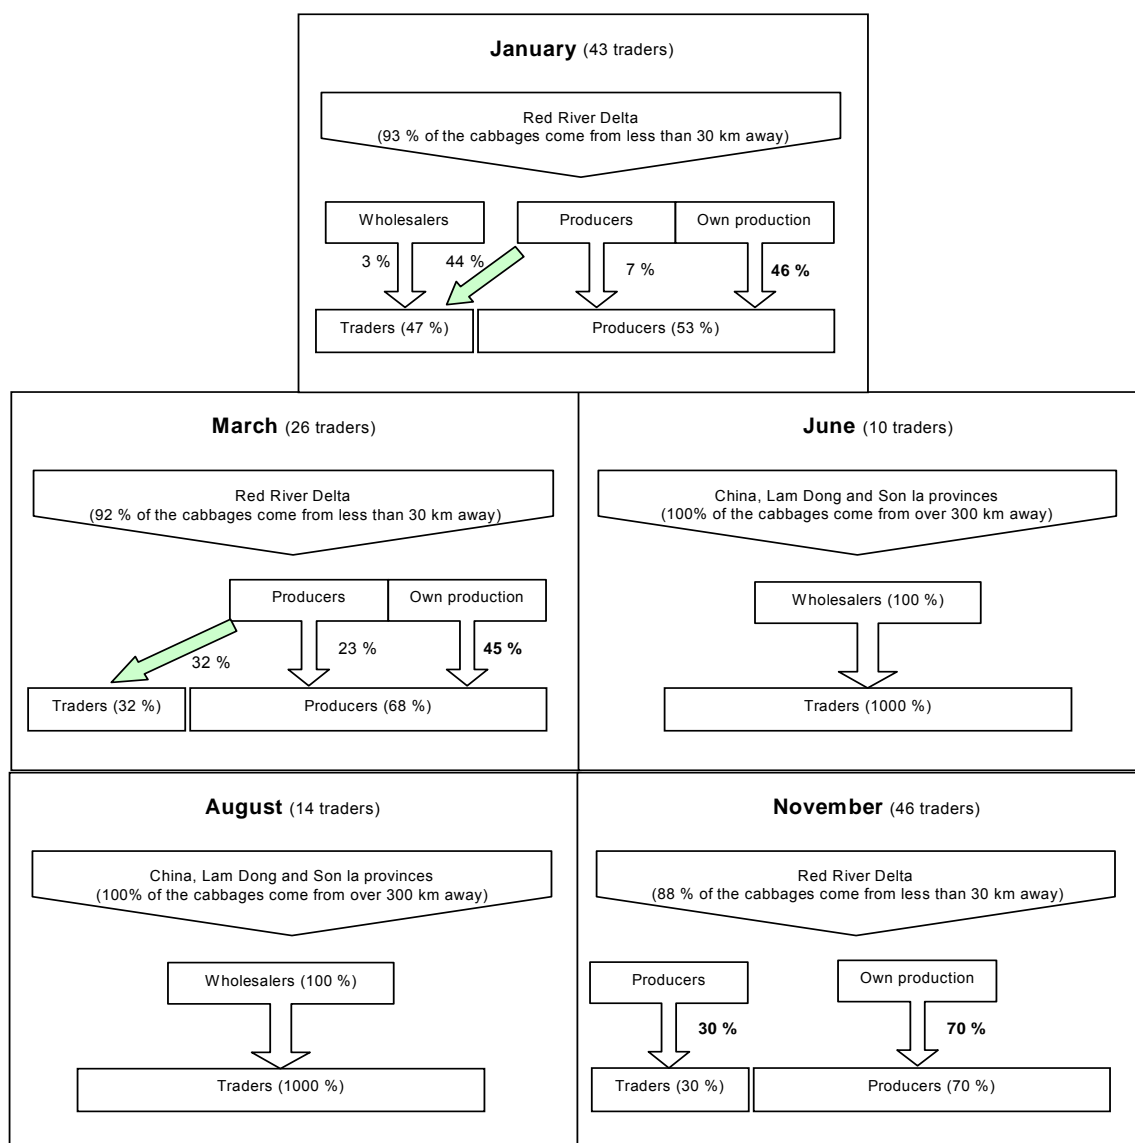 January (43 traders)
Red River Delta
(93 % of the cabbages come from less than 30 km away)
Wholesalers
Producers
Own production
3 %
44 %
7 %
46 %
Traders (47 %)
Producers (53 %)
March (26 traders)
Red River Delta
(92 % of the cabbages come from less than 30 km away)
Producers
Own production
32 %
23 %
45 %
Traders (32 %)
Producers (68 %)
June (10 traders)
China, Lam Dong and Son la provinces
(100% of the cabbages come from over 300 km away)
Wholesalers (100 %)
Traders (1000 %)
August (14 traders)
China, Lam Dong and Son la provinces
(100% of the cabbages come from over 300 km away)
Wholesalers (100 %)
Traders (1000 %)
November (46 traders)
Red River Delta
(88 % of the cabbages come from less than 30 km away)
Producers
Own production
30 %
70 %
Traders (30 %)
Producers (70 %)